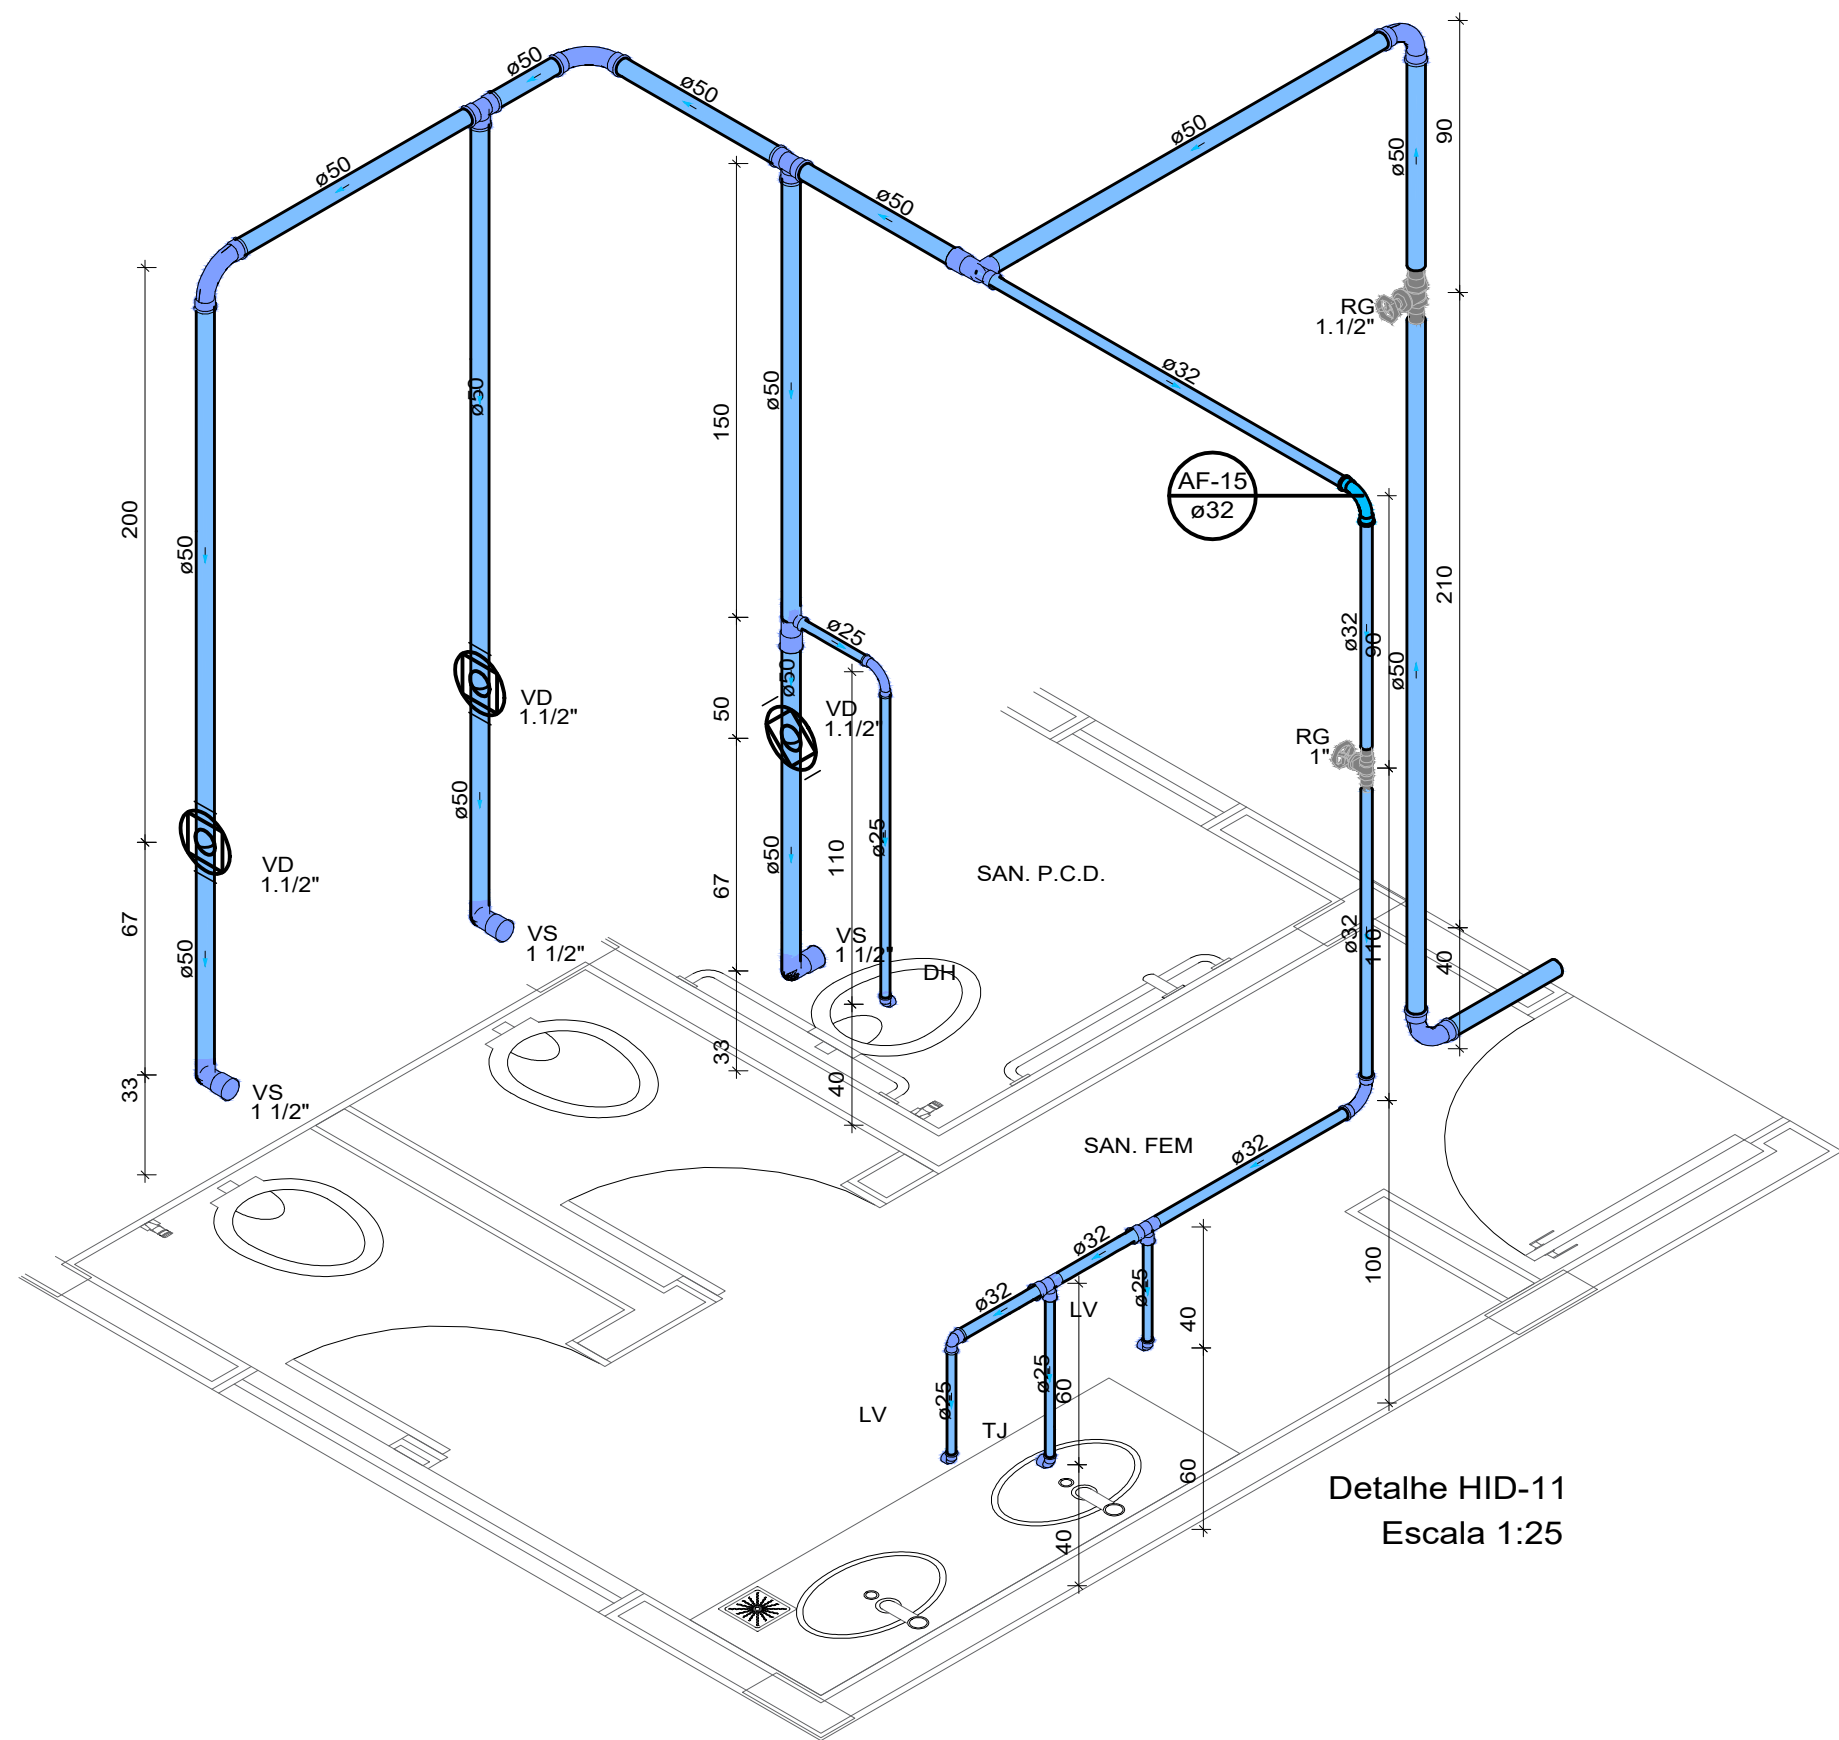 ø50
ø50
ø50
90
ø50
ø50
ø50
RG
1.1/2"
ø32
ø50
ø50
150
AF-15
ø32
200
ø50
210
ø25
ø32
90
ø50
ø50
50
VD
1.1/2"
VD
1.1/2"
RG
1"
ø50
ø50
110
ø25
67
VD
1.1/2"
SAN. P.C.D.
67
ø50
VS
1 1/2"
VS
1 1/2"
DH
ø32
110
40
33
40
33
VS
1 1/2"
SAN. FEM
ø32
ø32
100
ø32
LV
ø25
40
ø25
60
ø25
LV
TJ
60
40
Detalhe HID-11
Escala 1:25